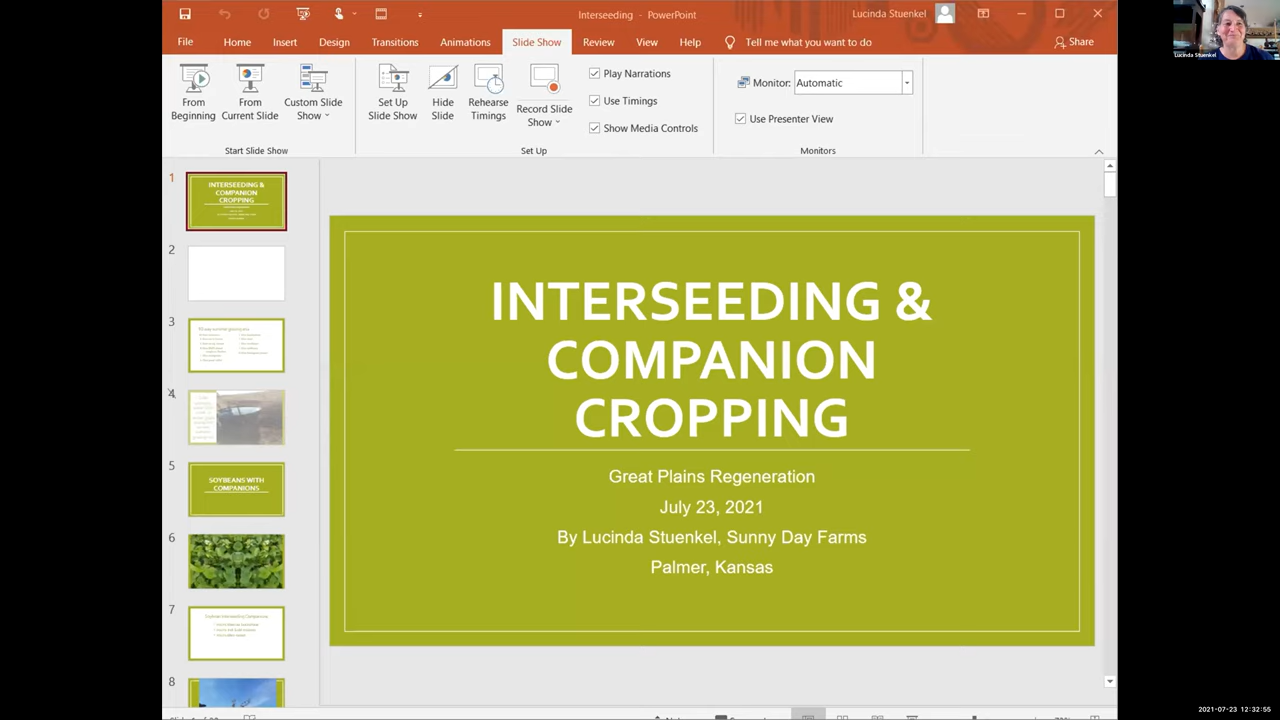 Interseeding - PowerPoint
Lucinda Stuenkel
File Home Insert Design Transitions Animations Slide Show Review View Help Tell me what you want to do Share
From Beginning
From Current Slide
Custom Slide Show
Start Slide Show
Set Up Slide Show
Hide Slide
Rehearse Timings
Record Slide Show
Play Narrations
Use Timings
Show Media Controls
Set Up
Monitor: Automatic
Use Presenter View
Monitors
1
INTERSEEDING &
COMPANION
CROPPING
2
3
4
5
SOYBEANS WITH
COMPANIONS
6
7
8
INTERSEEDING &
COMPANION
CROPPING
Great Plains Regeneration
July 23, 2021
By Lucinda Stuenkel, Sunny Day Farms
Palmer, Kansas
Lucinda Stuenkel
2021-07-23 12:32:55